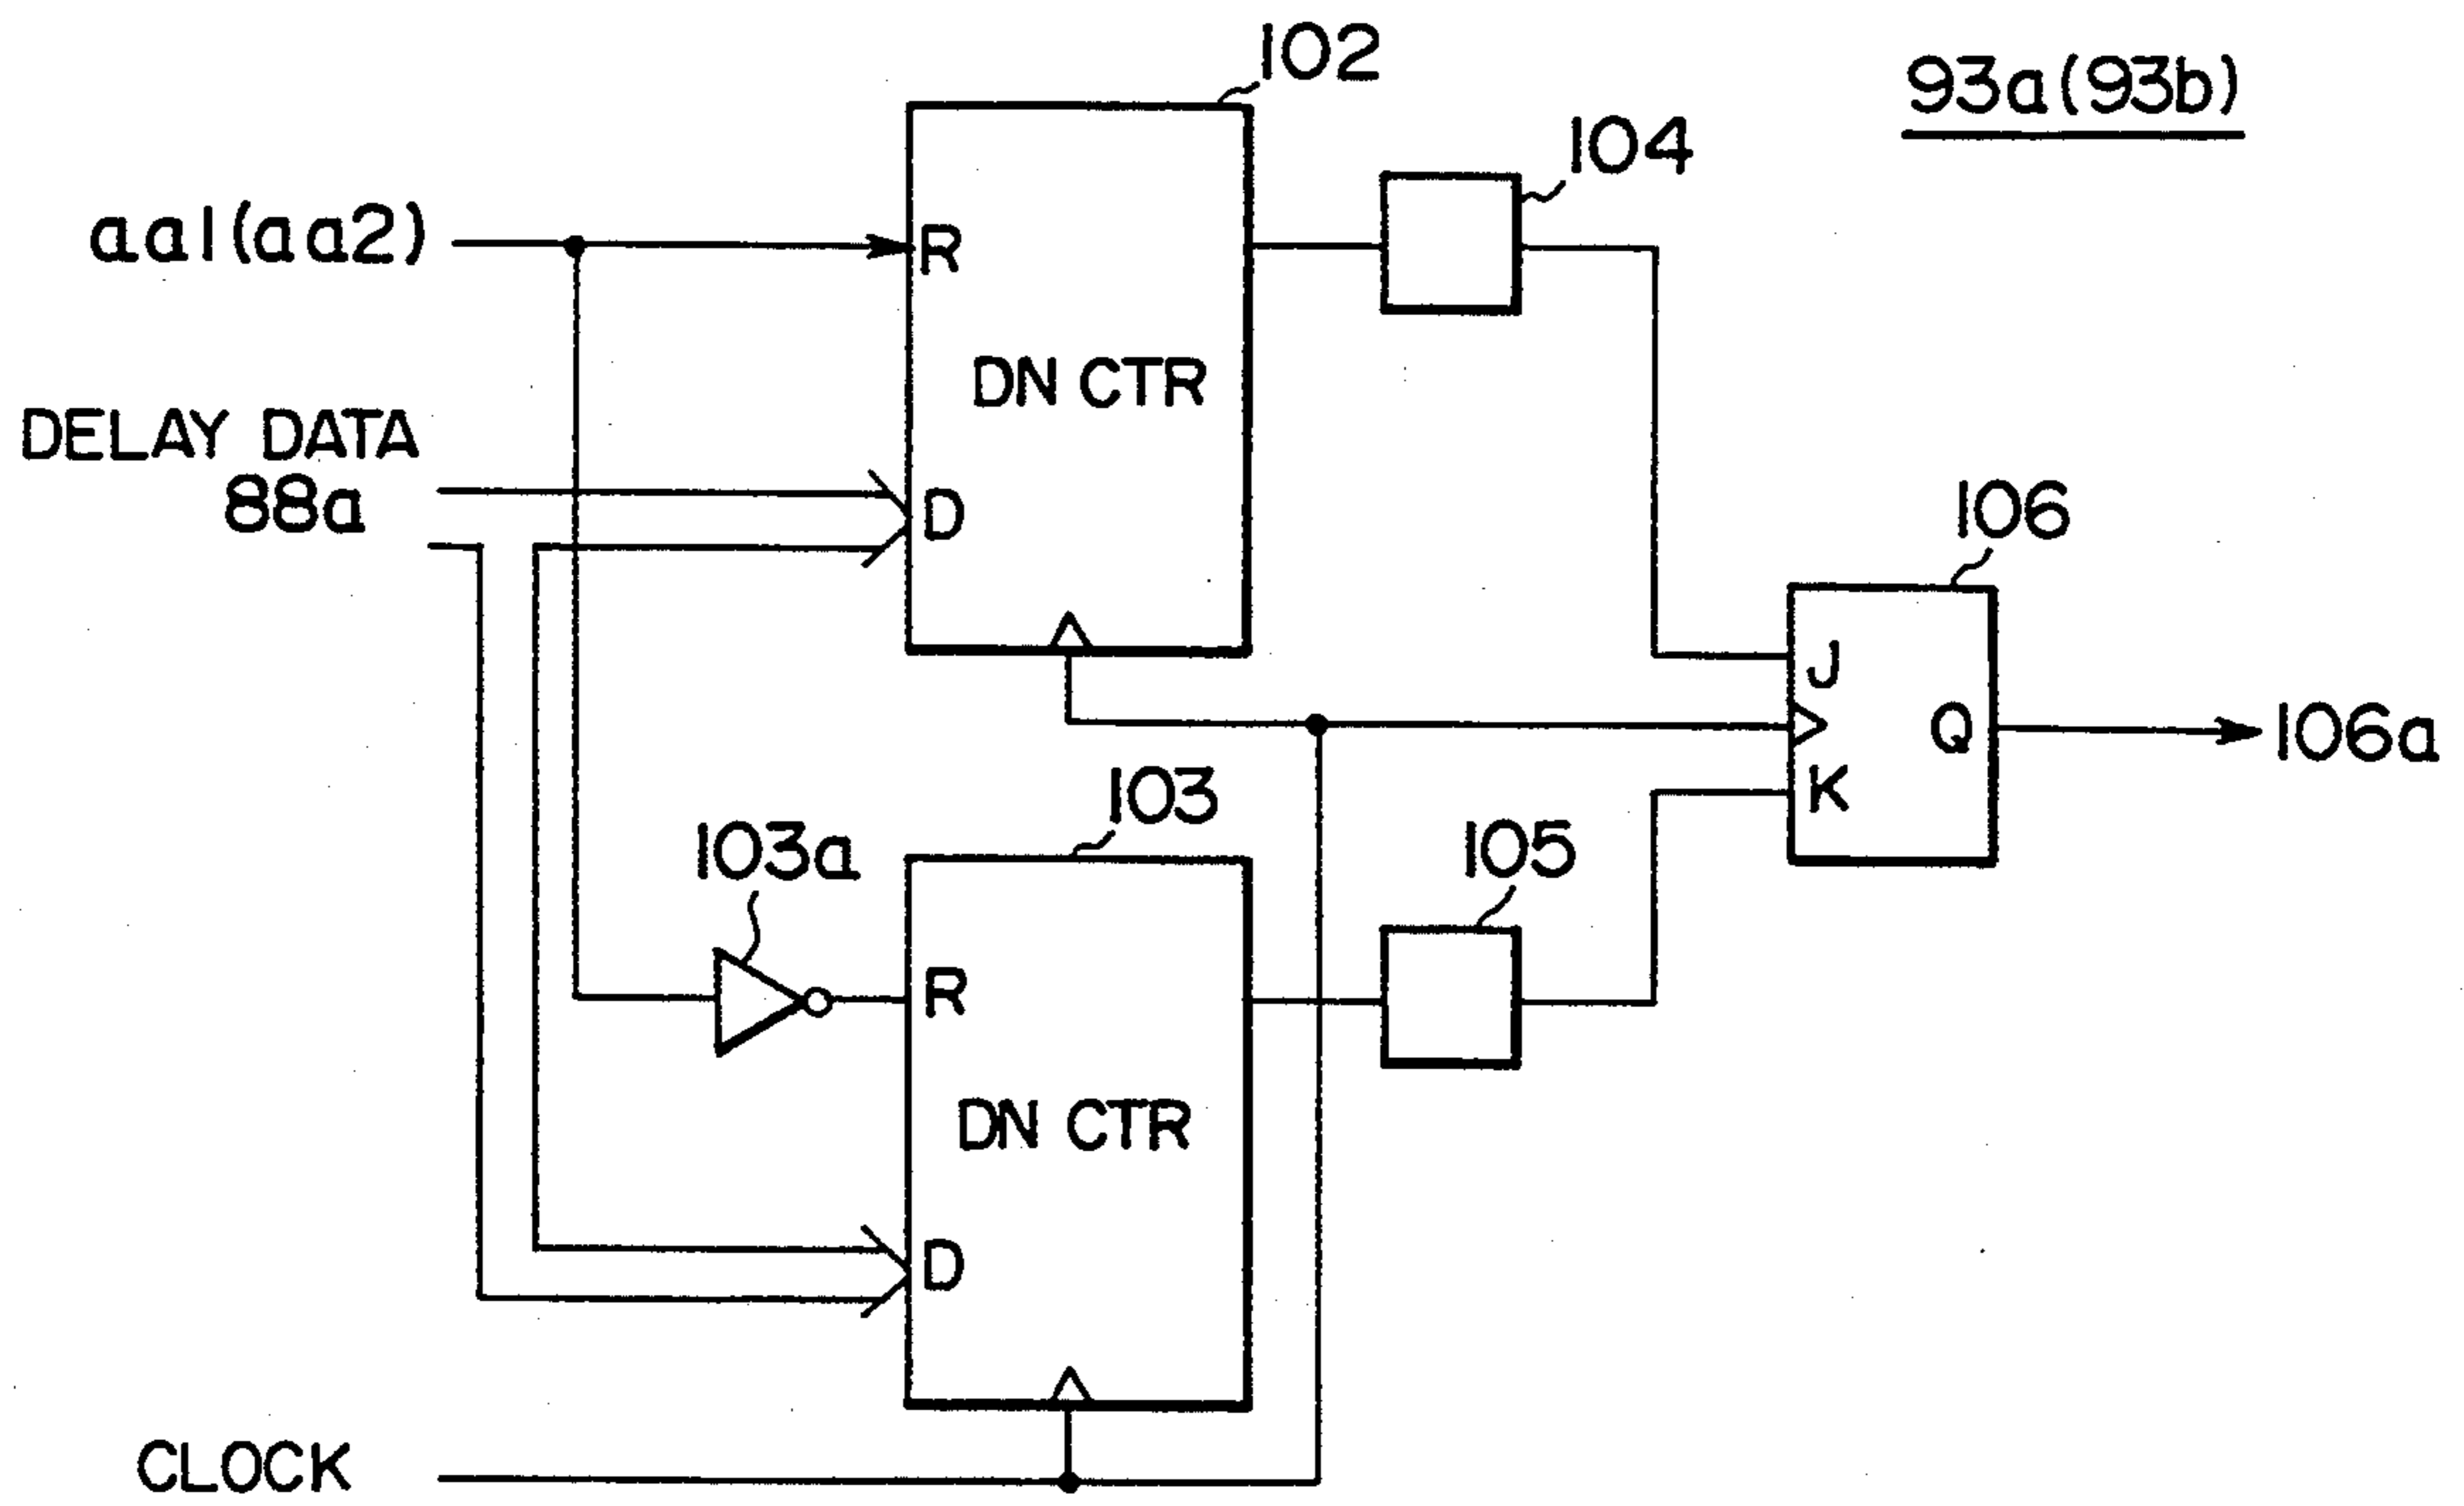 102
93a(93b)
104
aa1(aa2)
R
DN CTR
DELAY DATA
88a
D
106
J
Q
106a
K
103
103a
105
R
DN CTR
D
CLOCK